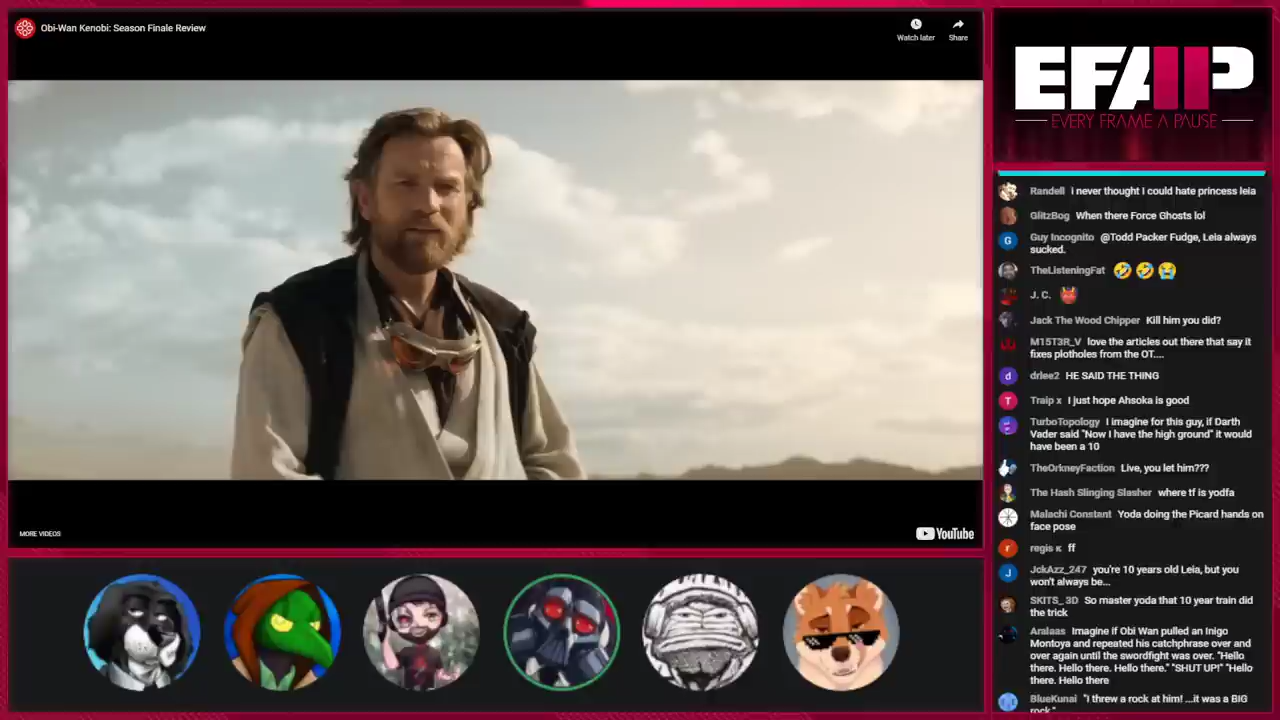 Obi-Wan Kenobi: Season Finale Review
Watch later
Share
MORE VIDEOS
YouTube
EFAP
EVERY FRAME A PAUSE
Randell i never thought I could hate princess leia
GlitzBog When there Force Ghosts lol
G
Guy Incognito @Todd Packer Fudge, Leia always
sucked.
TheListeningFat 🤣 🤣 😭
J. C. 👹
Jack The Wood Chipper Kill him you did?
M15T3R_V love the articles out there that say it
fixes plotholes from the OT....
d
drlee2 HE SAID THE THING
T
Traip x I just hope Ahsoka is good
TurboTopology I imagine for this guy, if Darth
Vader said "Now I have the high ground" it would
have been a 10
TheOrkneyFaction Live, you let him???
The Hash Slinging Slasher where tf is yodfa
Malachi Constant Yoda doing the Picard hands on
face pose
r
regis κ ff
J
JckAzz_247 you're 10 years old Leia, but you
won't always be...
SKITS_3D So master yoda that 10 year train did
the trick
Aralaas Imagine if Obi Wan pulled an Inigo
Montoya and repeated his catchphrase over and
over again until the swordfight was over. "Hello
there. Hello there. Hello there." "SHUT UP!" "Hello
there. Hello there
BlueKunai "I threw a rock at him! ...it was a BIG
rock"